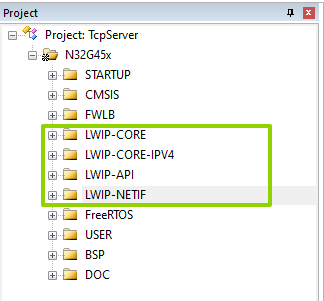 Project
Project: TcpServer
N32G45x
STARTUP
CMSIS
FWLB
LWIP-CORE
LWIP-CORE-IPV4
LWIP-API
LWIP-NETIF
FreeRTOS
USER
BSP
DOC